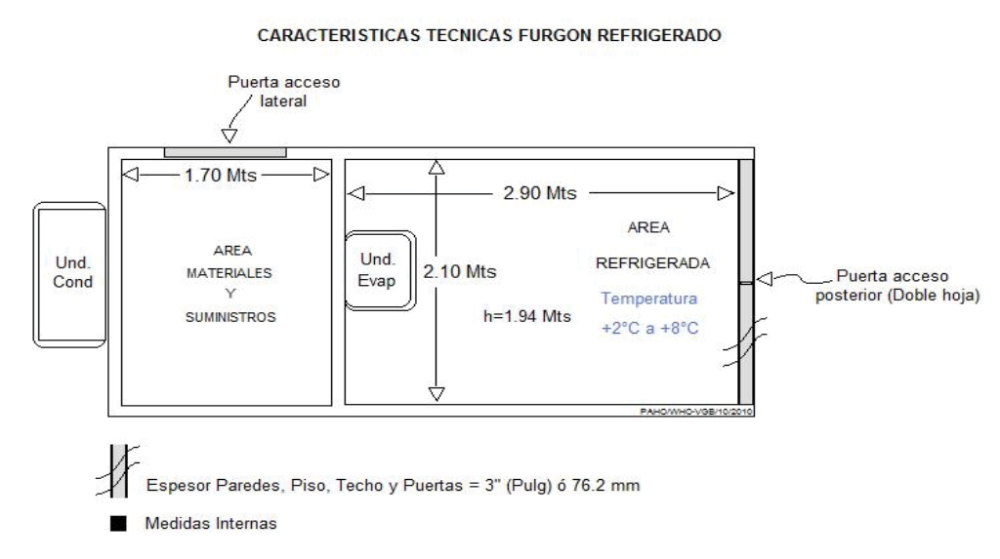 CARACTERISTICAS TECNICAS FURGON REFRIGERADO
Puerta acceso
lateral
1.70 Mts
2.90 Mts
AREA
MATERIALES
Y
SUMINISTROS
Und.
Cond
Und.
Evap
2.10 Mts
h=1.94 Mts
AREA
REFRIGERADA
Temperatura
+2°C a +8°C
Puerta acceso
posterior (Doble hoja)
PAHO/WHO-VGB/10/2010
Espesor Paredes, Piso, Techo y Puertas = 3" (Pulg) ó 76.2 mm
Medidas Internas